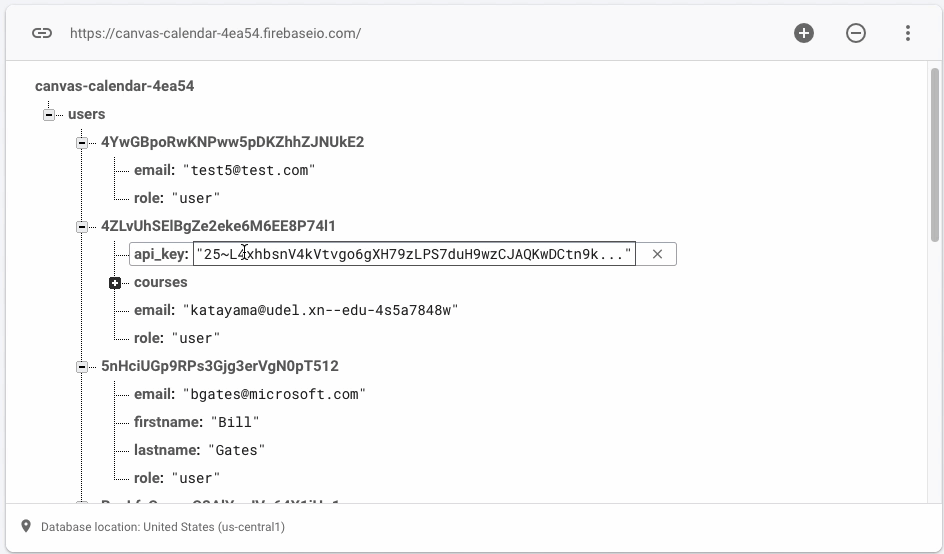 https://canvas-calendar-4ea54.firebaseio.com/
canvas-calendar-4ea54
users
4YwGBpoRwKNPww5pDKZhhZJNUkE2
email: "test5@test.com"
role: "user"
4ZLvUhSElBgZe2eke6M6EE8P74l1
api_key: "25~L4xhbsnV4kVtvgo6gXH79zLPS7duH9wzCJAQKwDCtn9k..."
courses
email: "katayama@udel.xn--edu-4s5a7848w"
role: "user"
5nHciUGp9RPs3Gjg3erVgN0pT512
email: "bgates@microsoft.com"
firstname: "Bill"
lastname: "Gates"
role: "user"
Database location: United States (us-central1)